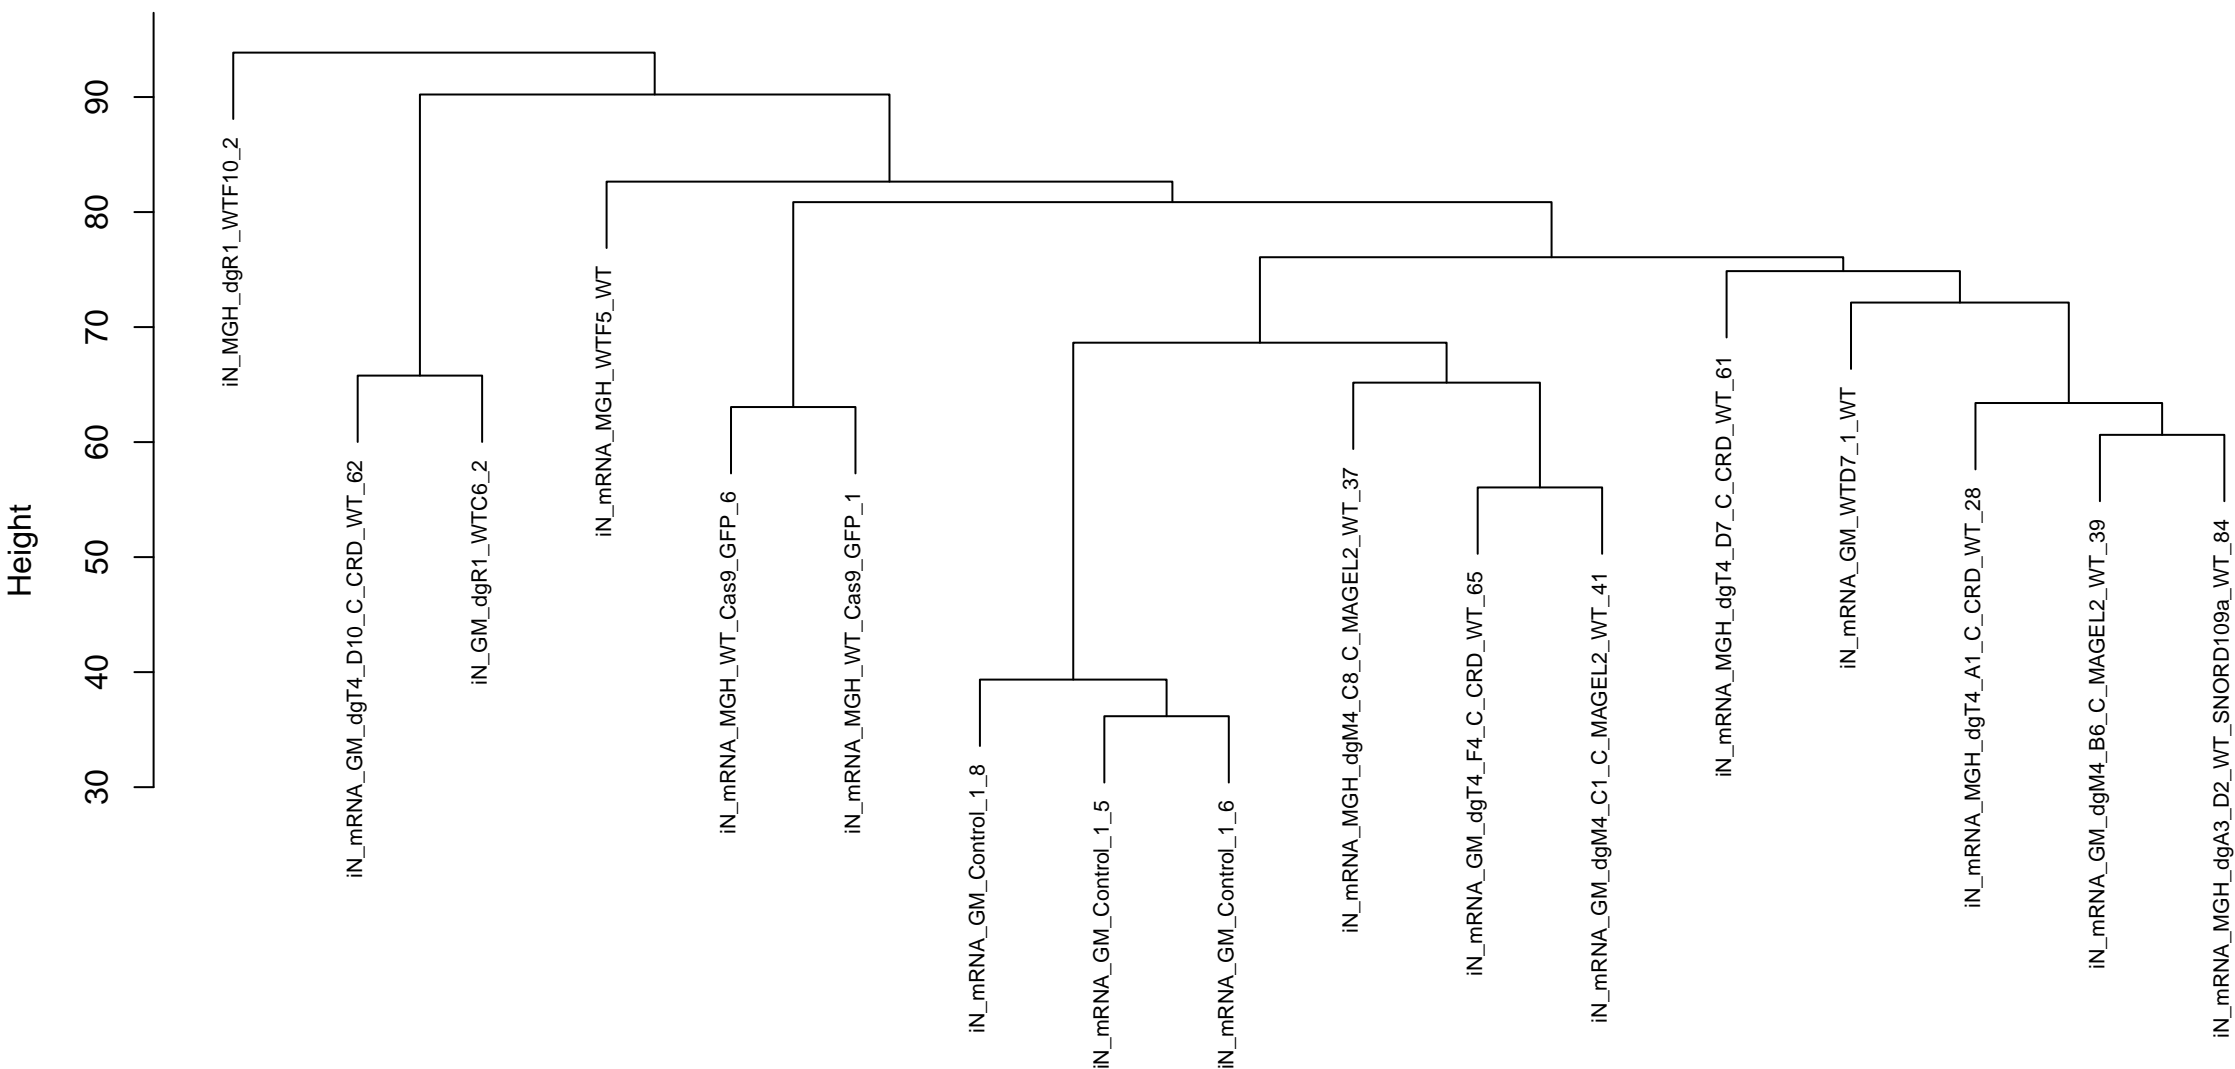 Height
90
80
70
60
50
40
30
iN_MGH_dgR1_WTF10_2
iN_mRNA_GM_dgT4_D10_C_CRD_WT_62
iN_GM_dgR1_WTC6_2
iN_mRNA_MGH_WTF5_WT
iN_mRNA_MGH_WT_Cas9_GFP_6
iN_mRNA_MGH_WT_Cas9_GFP_1
iN_mRNA_GM_Control_1_8
iN_mRNA_GM_Control_1_5
iN_mRNA_GM_Control_1_6
iN_mRNA_MGH_dgM4_C8_C_MAGEL2_WT_37
iN_mRNA_GM_dgT4_F4_C_CRD_WT_65
iN_mRNA_GM_dgM4_C1_C_MAGEL2_WT_41
iN_mRNA_MGH_dgT4_D7_C_CRD_WT_61
iN_mRNA_GM_WTD7_1_WT
iN_mRNA_MGH_dgT4_A1_C_CRD_WT_28
iN_mRNA_GM_dgM4_B6_C_MAGEL2_WT_39
iN_mRNA_MGH_dgA3_D2_WT_SNORD109a_WT_84